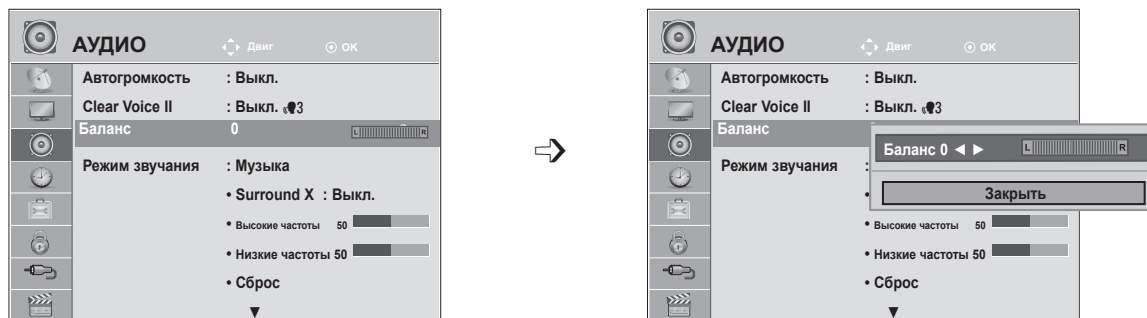 АУДИО Двиг ОК
Автогромкость : Выкл.
Clear Voice II : Выкл. 3
Баланс 0 L R
Режим звучания : Музыка
• Surround X : Выкл.
• Высокие частоты 50
• Низкие частоты 50
• Сброс
АУДИО Двиг ОК
Автогромкость : Выкл.
Clear Voice II : Выкл. 3
Баланс
Баланс 0 ◄ ► L R
Режим звучания :
Закрыть
•
• Высокие частоты 50
• Низкие частоты 50
• Сброс